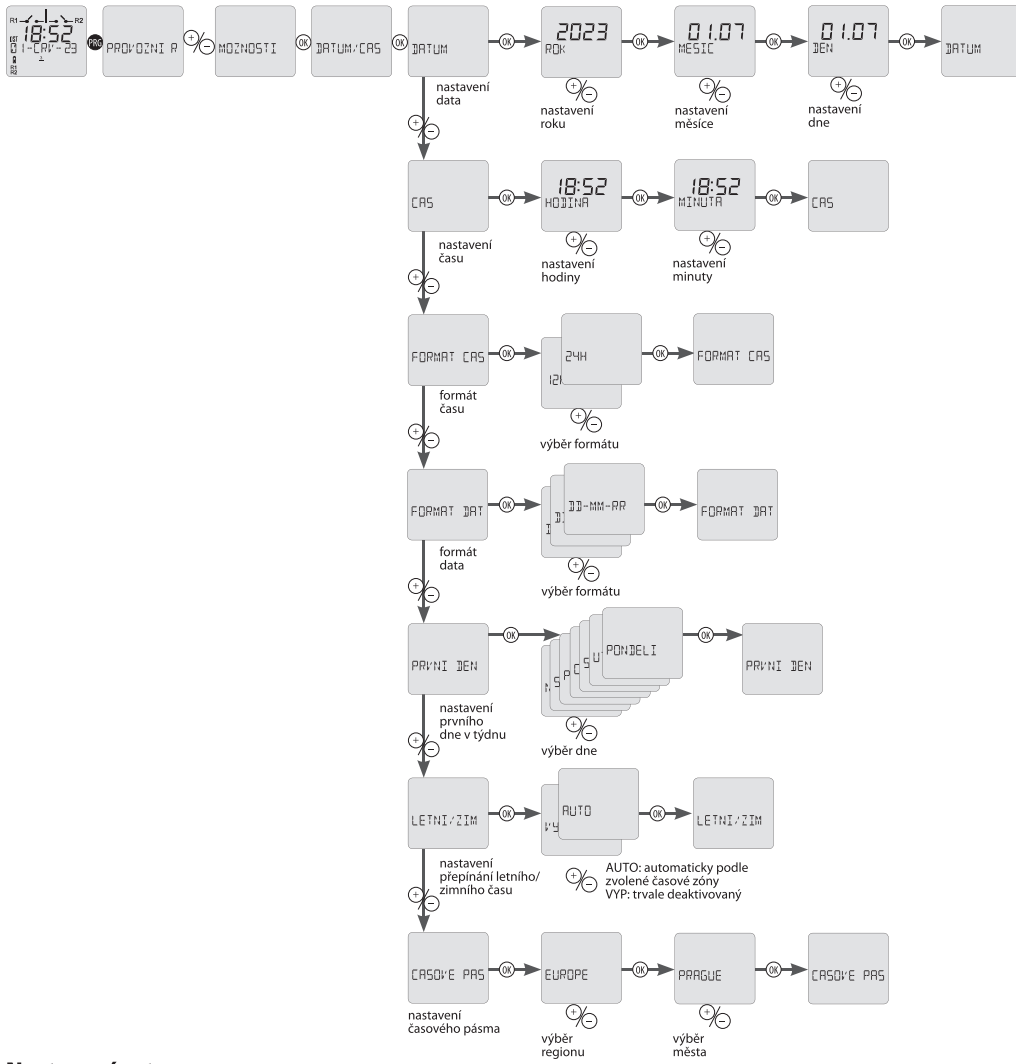 R1 R2
18:52
EST
1-CRV-23
R1
R2
PRG
PROVOZNI R
+/−
MOZNOSTI
OK
DATUM/CAS
OK
DATUM
OK
2023
ROK
OK
01.07
MESIC
OK
01.07
DEN
OK
DATUM
nastavení
data
+/−
nastavení
roku
+/−
nastavení
měsíce
+/−
nastavení
dne
+/−
CAS
OK
18:52
HODINA
OK
18:52
MINUTA
OK
CAS
nastavení
času
+/−
nastavení
hodiny
+/−
nastavení
minuty
+/−
FORMAT CAS
OK
24H
OK
FORMAT CAS
formát
času
+/−
výběr formátu
+/−
FORMAT DAT
OK
DD-MM-RR
OK
FORMAT DAT
formát
data
+/−
výběr formátu
+/−
PRVNI DEN
OK
PONDELI
OK
PRVNI DEN
nastavení
prvního
dne v týdnu
+/−
výběr dne
LETNI/ZIM
OK
AUTO
OK
LETNI/ZIM
nastavení
přepínání letního/
zimního času
+/−
+/−
AUTO: automaticky podle
zvolené časové zóny
VYP: trvale deaktivovaný
CASOVE PAS
OK
EUROPE
OK
PRAGUE
OK
CASOVE PAS
nastavení
časového pásma
+/−
výběr
regionu
+/−
výběr
města